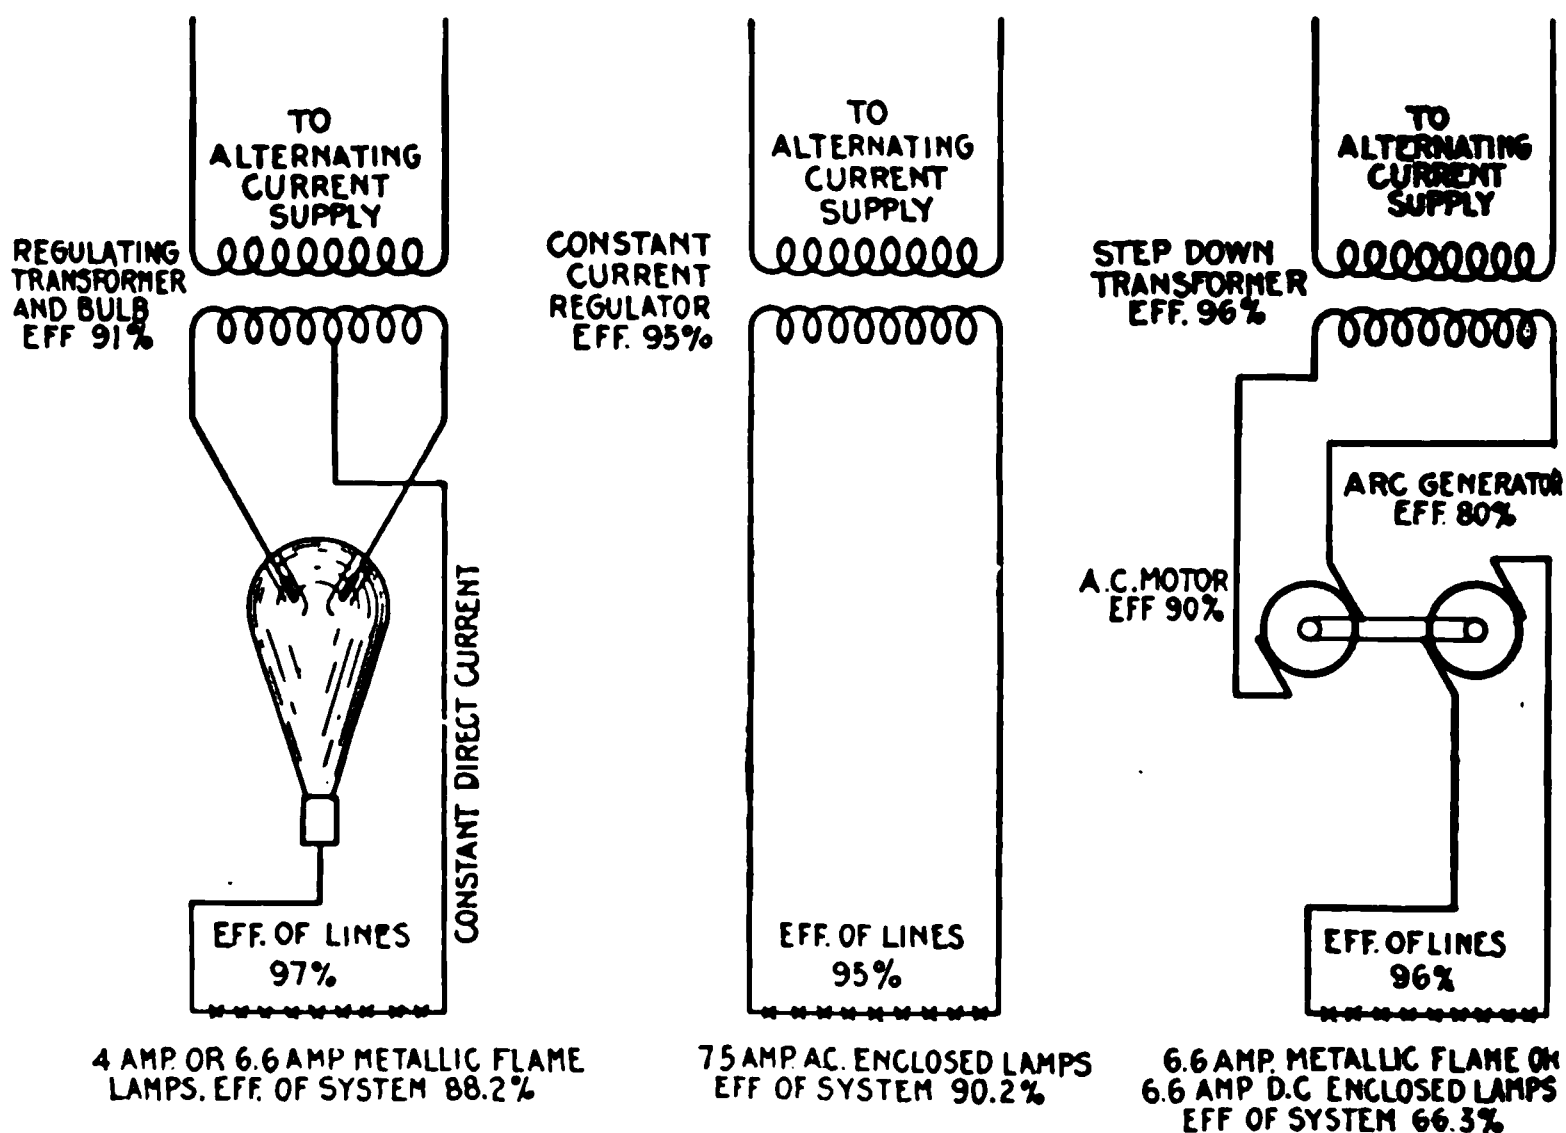 TO
ALTERNATING
CURRENT
SUPPLY
REGULATING
TRANSFORMER
AND BULB
EFF 91%
CONSTANT DIRECT CURRENT
EFF. OF LINES
97%
4 AMP. OR 6.6 AMP METALLIC FLAME
LAMPS. EFF. OF SYSTEM 88.2%
TO
ALTERNATING
CURRENT
SUPPLY
CONSTANT
CURRENT
REGULATOR
EFF. 95%
EFF. OF LINES
95%
7.5 AMP. AC. ENCLOSED LAMPS
EFF OF SYSTEM 90.2%
TO
ALTERNATING
CURRENT
SUPPLY
STEP DOWN
TRANSFORMER
EFF. 96%
ARC GENERATOR
EFF. 80%
A.C. MOTOR
EFF 90%
EFF. OF LINES
96%
6.6 AMP. METALLIC FLAME OR
6.6 AMP D.C ENCLOSED LAMPS
EFF OF SYSTEM 66.3%